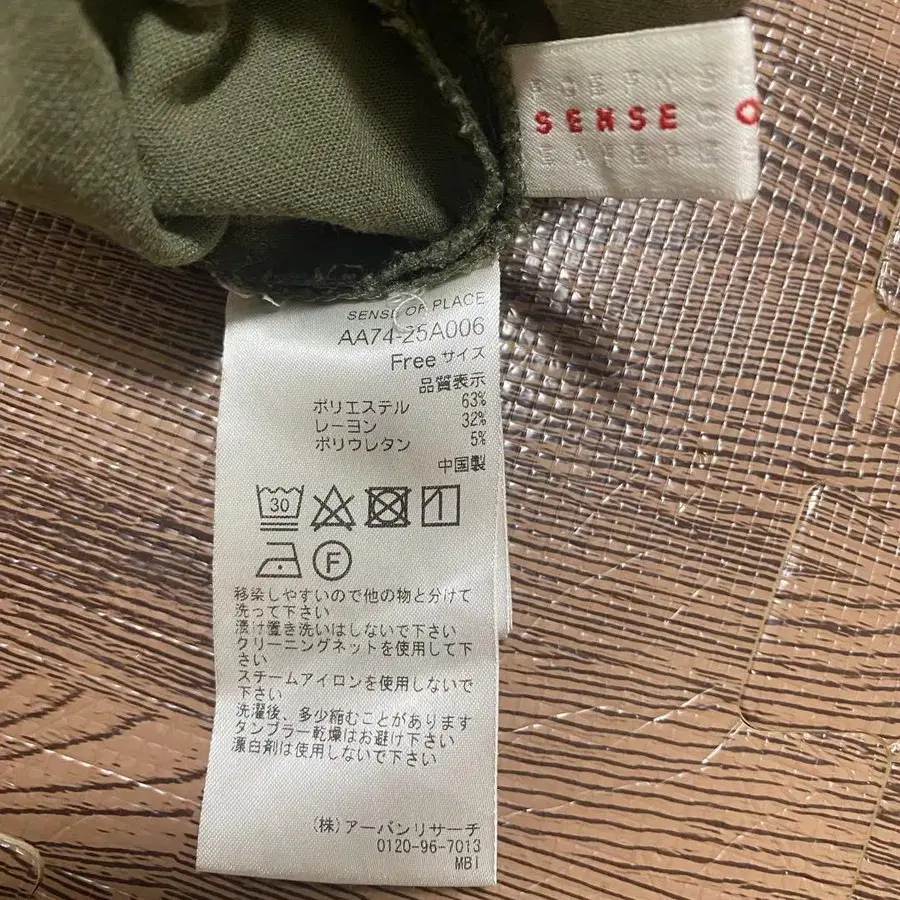 SENSE O
SENSE OF PLACE
AA74-25A006
Freeサイズ
品質表示
ポリエステル 63%
レーヨン 32%
ポリウレタン 5%
中国製
30
F
移染しやすいので他の物と分けて
洗って下さい
漬け置き洗いはしないで下さい
クリーニングネットを使用して下
さい
スチームアイロンを使用しないで
下さい
洗濯後、多少縮むことがあります
タンブラー乾燥はお避け下さい
漂白剤は使用しないで下さい
(株)アーバンリサーチ
0120-96-7013
MBI